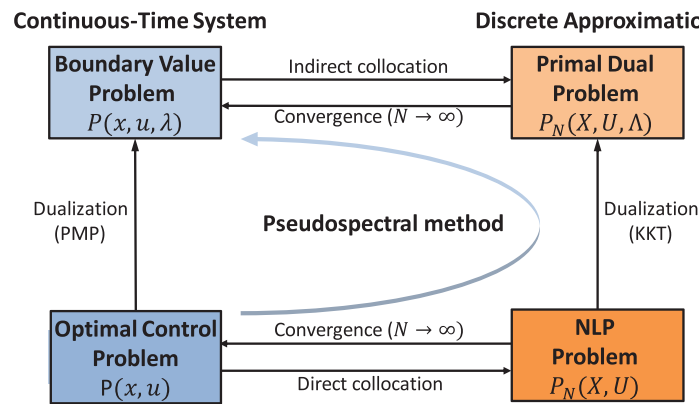 Continuous-Time System
Discrete Approximatic
Boundary Value
Problem
P(x, u, λ)
Indirect collocation
Convergence (N → ∞)
Primal Dual
Problem
P_N(X, U, Λ)
Dualization
(PMP)
Pseudospectral method
Dualization
(KKT)
Optimal Control
Problem
P(x, u)
Convergence (N → ∞)
Direct collocation
NLP
Problem
P_N(X, U)